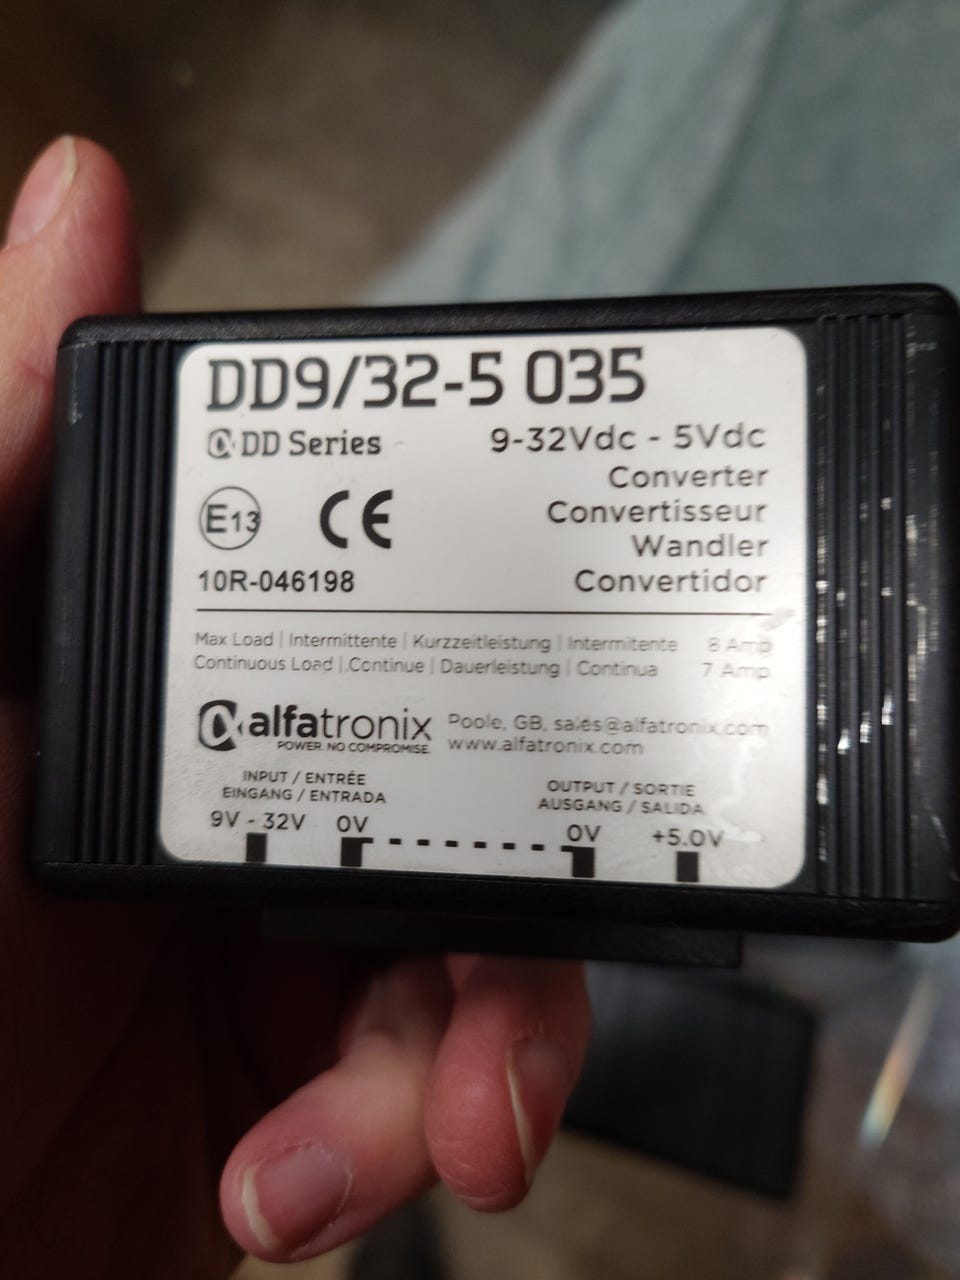 DD9/32-5 035
DD Series
9-32Vdc - 5Vdc
Converter
Convertisseur
Wandler
Convertidor
E13
CE
10R-046198
Max Load | Intermittente | Kurzzeitleistung | Intermitente 8 Amp
Continuous Load | Continue | Dauerleistung | Continua 7 Amp
alfatronix
POWER. NO COMPROMISE.
Poole, GB, sales@alfatronix.com
www.alfatronix.com
INPUT / ENTRÉE
EINGANG / ENTRADA
9V - 32V 0V
OUTPUT / SORTIE
AUSGANG / SALIDA
0V +5.0V